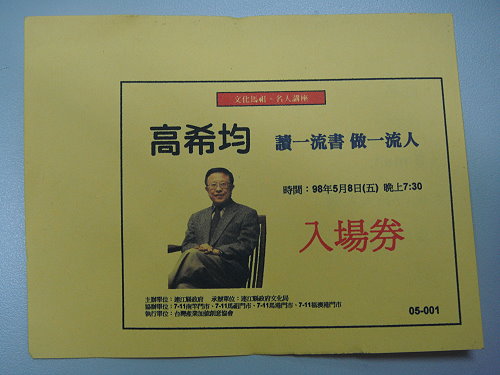 文化馬祖．名人講座
高希均 讀一流書 做一流人
時間：98年5月8日(五) 晚上7:30
入場券
主辦單位：連江縣政府 承辦單位：連江縣政府文化局
協辦單位：7-11南竿門市、7-11馬祖門市、7-11馬港門市、7-11福澳港門市
執行單位：台灣產業加值創意協會
05-001